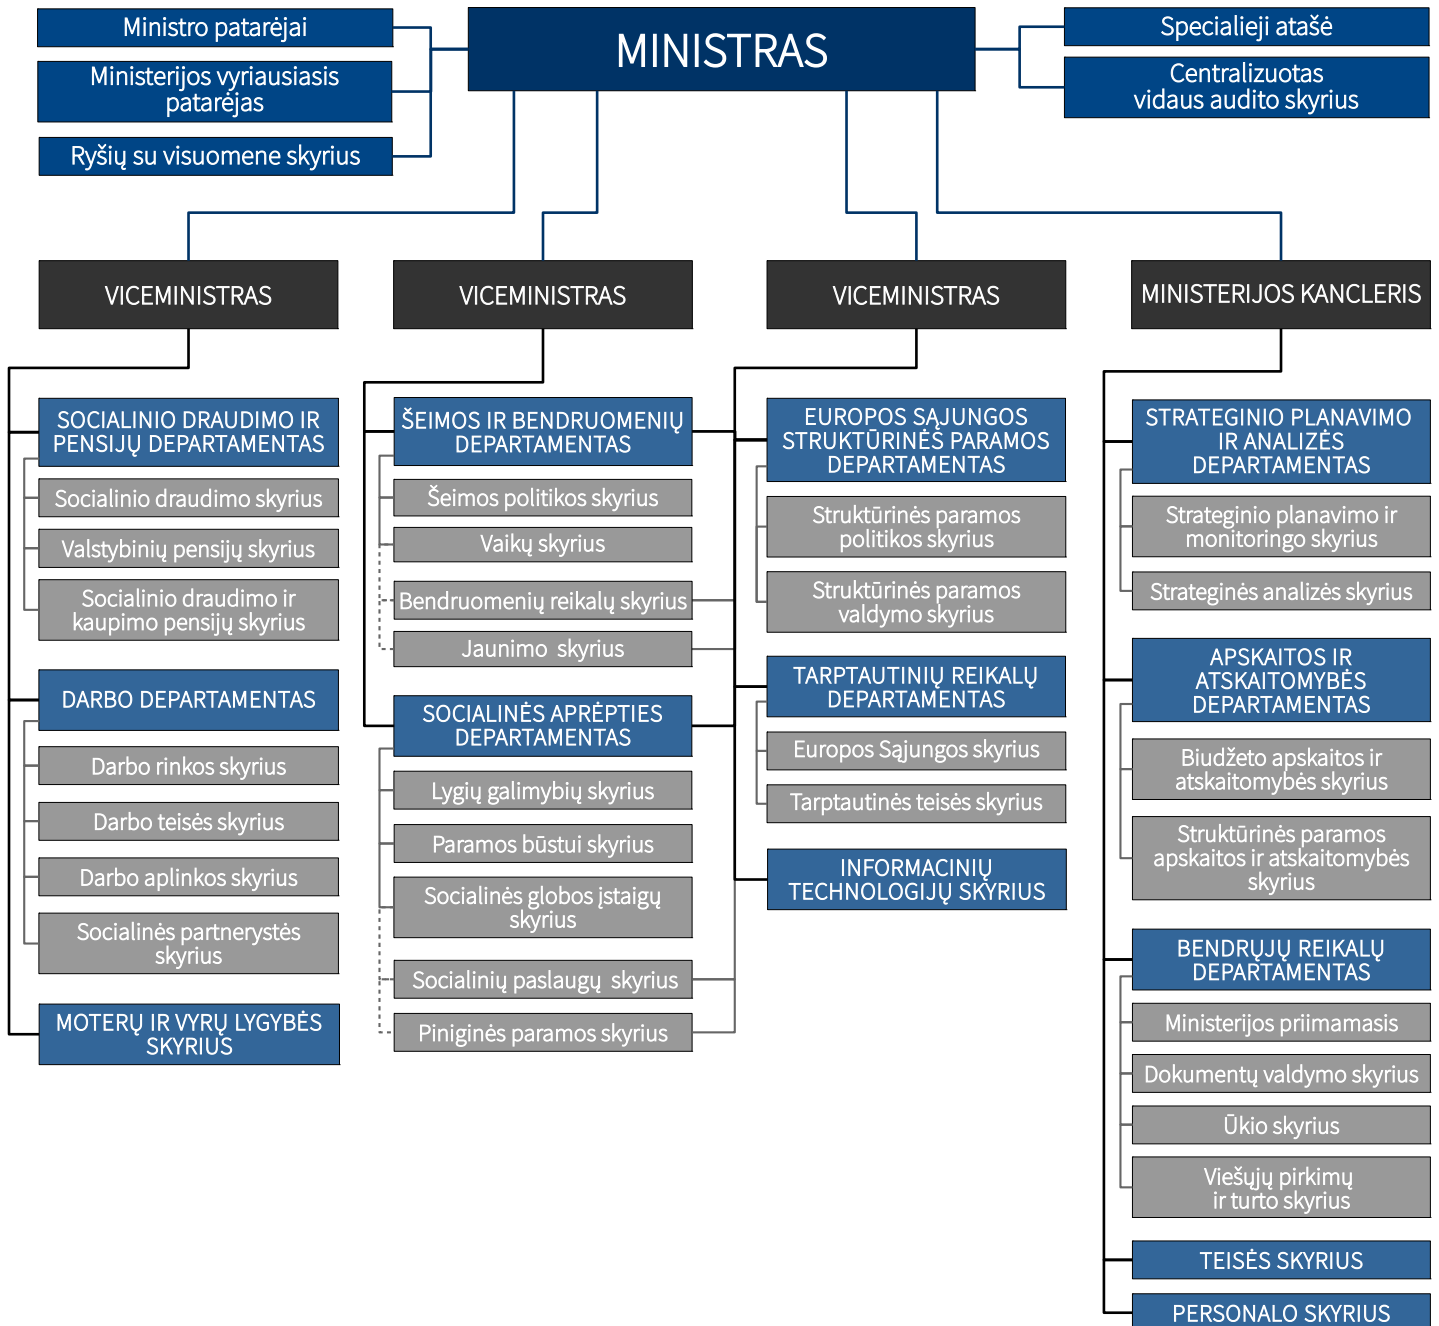 Ministro patarėjai
Ministerijos vyriausiasis
patarėjas
Ryšių su visuomene skyrius
MINISTRAS
Specialieji atašė
Centralizuotas
vidaus audito skyrius
VICEMINISTRAS
VICEMINISTRAS
VICEMINISTRAS
MINISTERIJOS KANCLERIS
SOCIALINIO DRAUDIMO IR
PENSIJŲ DEPARTAMENTAS
Socialinio draudimo skyrius
Valstybinių pensijų skyrius
Socialinio draudimo ir
kaupimo pensijų skyrius
DARBO DEPARTAMENTAS
Darbo rinkos skyrius
Darbo teisės skyrius
Darbo aplinkos skyrius
Socialinės partnerystės
skyrius
MOTERŲ IR VYRŲ LYGYBĖS
SKYRIUS
ŠEIMOS IR BENDRUOMENIŲ
DEPARTAMENTAS
Šeimos politikos skyrius
Vaikų skyrius
Bendruomenių reikalų skyrius
Jaunimo skyrius
SOCIALINĖS APRĖPTIES
DEPARTAMENTAS
Lygių galimybių skyrius
Paramos būstui skyrius
Socialinės globos įstaigų
skyrius
Socialinių paslaugų skyrius
Piniginės paramos skyrius
EUROPOS SĄJUNGOS
STRUKTŪRINĖS PARAMOS
DEPARTAMENTAS
Struktūrinės paramos
politikos skyrius
Struktūrinės paramos
valdymo skyrius
TARPTAUTINIŲ REIKALŲ
DEPARTAMENTAS
Europos Sąjungos skyrius
Tarptautinės teisės skyrius
INFORMACINIŲ
TECHNOLOGIJŲ SKYRIUS
STRATEGINIO PLANAVIMO
IR ANALIZĖS
DEPARTAMENTAS
Strateginio planavimo ir
monitoringo skyrius
Strateginės analizės skyrius
APSKAITOS IR
ATSKAITOMYBĖS
DEPARTAMENTAS
Biudžeto apskaitos ir
atskaitomybės skyrius
Struktūrinės paramos
apskaitos ir atskaitomybės
skyrius
BENDRŲJŲ REIKALŲ
DEPARTAMENTAS
Ministerijos priimamasis
Dokumentų valdymo skyrius
Ūkio skyrius
Viešųjų pirkimų
ir turto skyrius
TEISĖS SKYRIUS
PERSONALO SKYRIUS